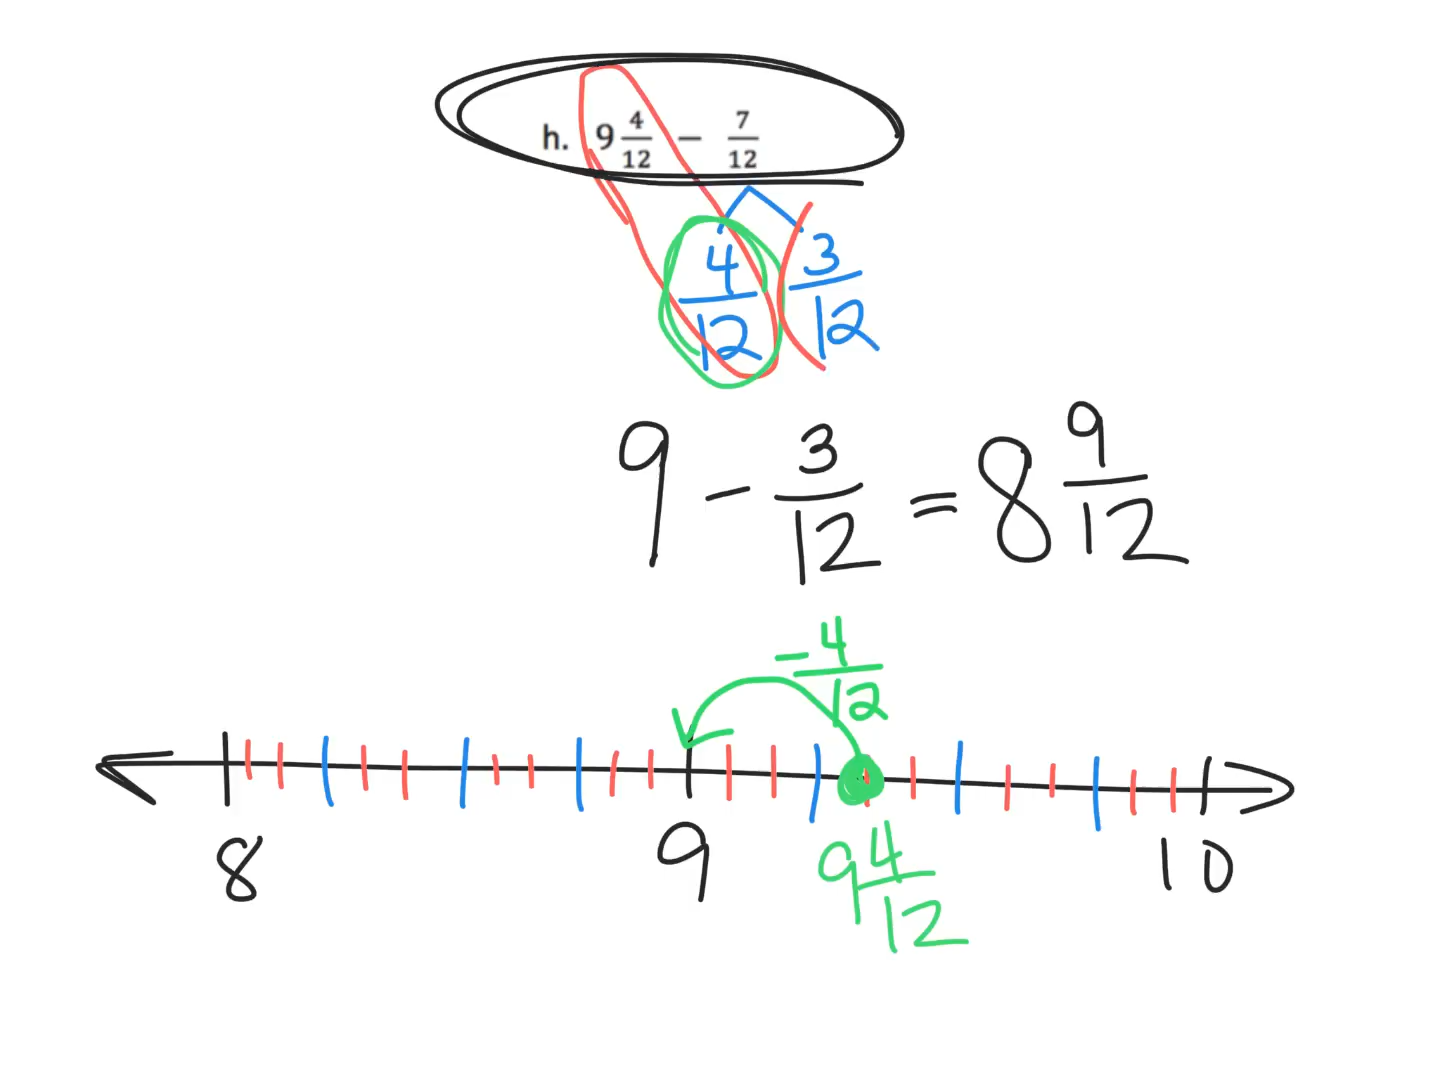 h. 9 4/12 − 7/12
4/12 3/12
9 - 3/12 = 8 9/12
-4/12
8 9 9 4/12 10